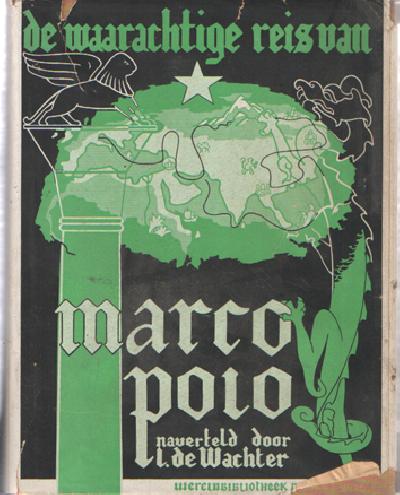 de waarachtige reis van
marco
polo
naverteld door
l. de Wachter